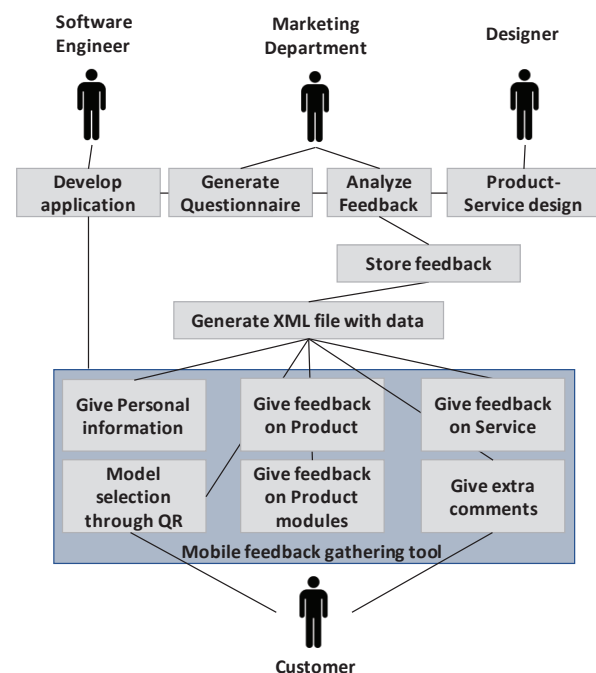 Software
Engineer
Marketing
Department
Designer
Develop
application
Generate
Questionnaire
Analyze
Feedback
Product-
Service design
Store feedback
Generate XML file with data
Give Personal
information
Give feedback
on Product
Give feedback
on Service
Model
selection
through QR
Give feedback
on Product
modules
Give extra
comments
Mobile feedback gathering tool
Customer